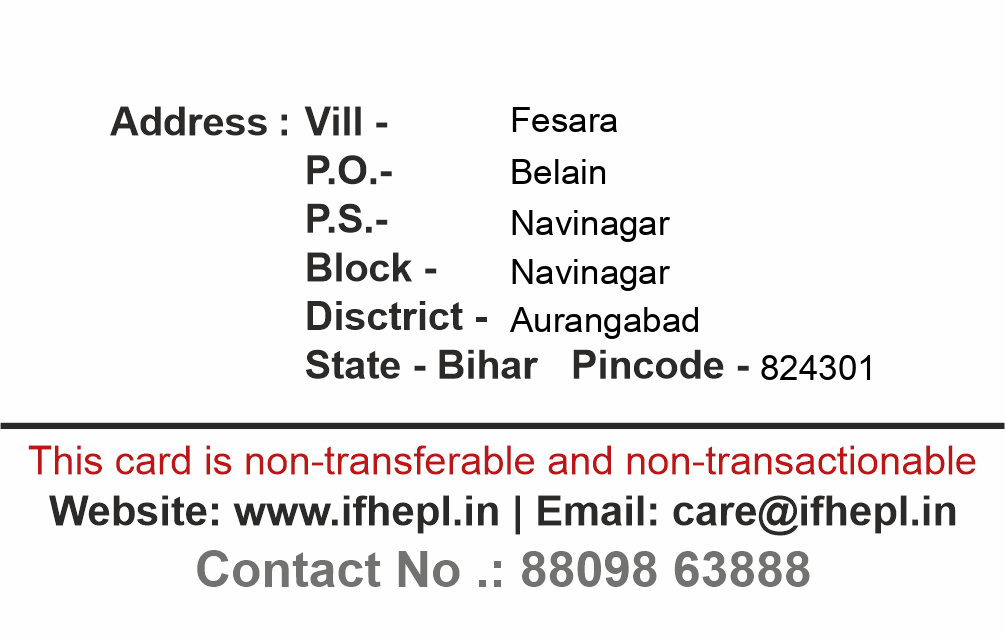 Address : Vill - Fesara
P.O.- Belain
P.S.- Navinagar
Block - Navinagar
Disctrict - Aurangabad
State - Bihar Pincode - 824301
This card is non-transferable and non-transactionable
Website: www.ifhepl.in | Email: care@ifhepl.in
Contact No .: 88098 63888